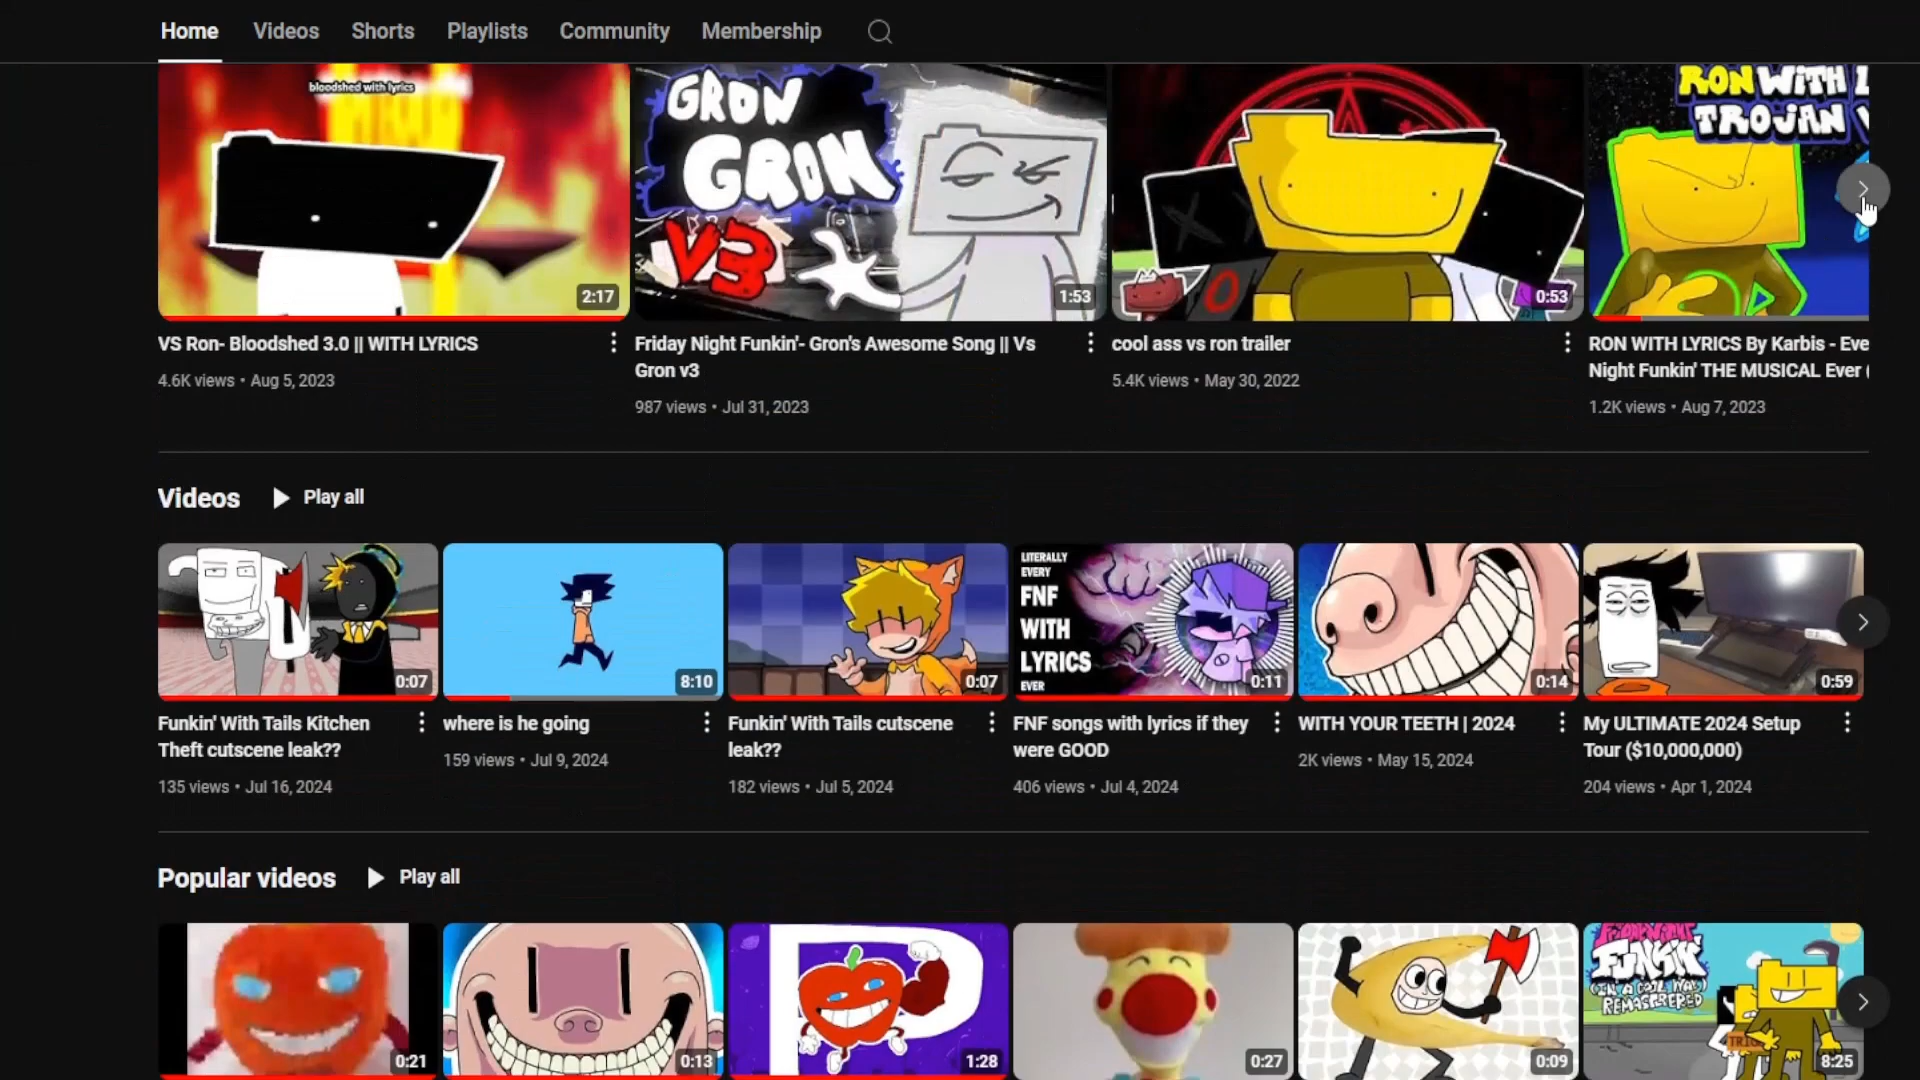 Home Videos Shorts Playlists Community Membership
bloodshed with lyrics
2:17
GRON
GRON
V3
1:53
0:53
RON WITH
TROJAN
VS Ron- Bloodshed 3.0 || WITH LYRICS
4.6K views • Aug 5, 2023
Friday Night Funkin'- Gron's Awesome Song || Vs
Gron v3
987 views • Jul 31, 2023
cool ass vs ron trailer
5.4K views • May 30, 2022
RON WITH LYRICS By Karbis - Eve
Night Funkin' THE MUSICAL Ever (
1.2K views • Aug 7, 2023
Videos Play all
0:07
8:10
0:07
LITERALLY
EVERY
FNF
WITH
LYRICS
EVER
0:11
0:14
0:59
Funkin' With Tails Kitchen
Theft cutscene leak??
135 views • Jul 16, 2024
where is he going
159 views • Jul 9, 2024
Funkin' With Tails cutscene
leak??
182 views • Jul 5, 2024
FNF songs with lyrics if they
were GOOD
406 views • Jul 4, 2024
WITH YOUR TEETH | 2024
2K views • May 15, 2024
My ULTIMATE 2024 Setup
Tour ($10,000,000)
204 views • Apr 1, 2024
Popular videos Play all
0:21
0:13
P
1:28
0:27
0:09
FRIDAY NIGHT
FUNKIN'
(IN A COOL WAY)
8:25